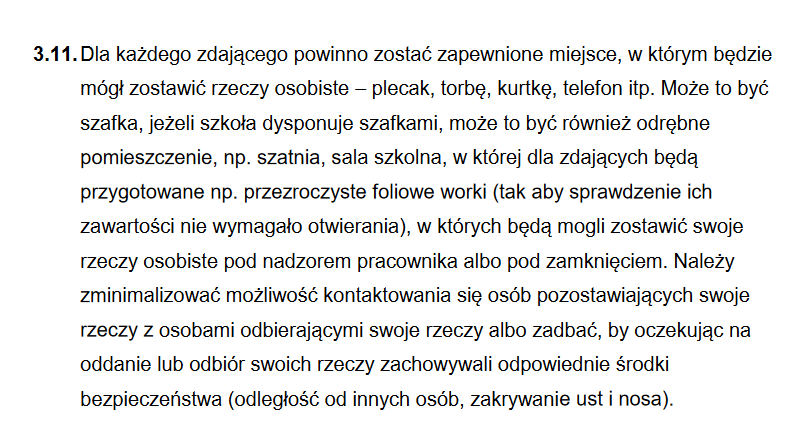 3.11. Dla każdego zdającego powinno zostać zapewnione miejsce, w którym będzie
mógł zostawić rzeczy osobiste – plecak, torbę, kurtkę, telefon itp. Może to być
szafka, jeżeli szkoła dysponuje szafkami, może to być również odrębne
pomieszczenie, np. szatnia, sala szkolna, w której dla zdających będą
przygotowane np. przezroczyste foliowe worki (tak aby sprawdzenie ich
zawartości nie wymagało otwierania), w których będą mogli zostawić swoje
rzeczy osobiste pod nadzorem pracownika albo pod zamknięciem. Należy
zminimalizować możliwość kontaktowania się osób pozostawiających swoje
rzeczy z osobami odbierającymi swoje rzeczy albo zadbać, by oczekując na
oddanie lub odbiór swoich rzeczy zachowywali odpowiednie środki
bezpieczeństwa (odległość od innych osób, zakrywanie ust i nosa).